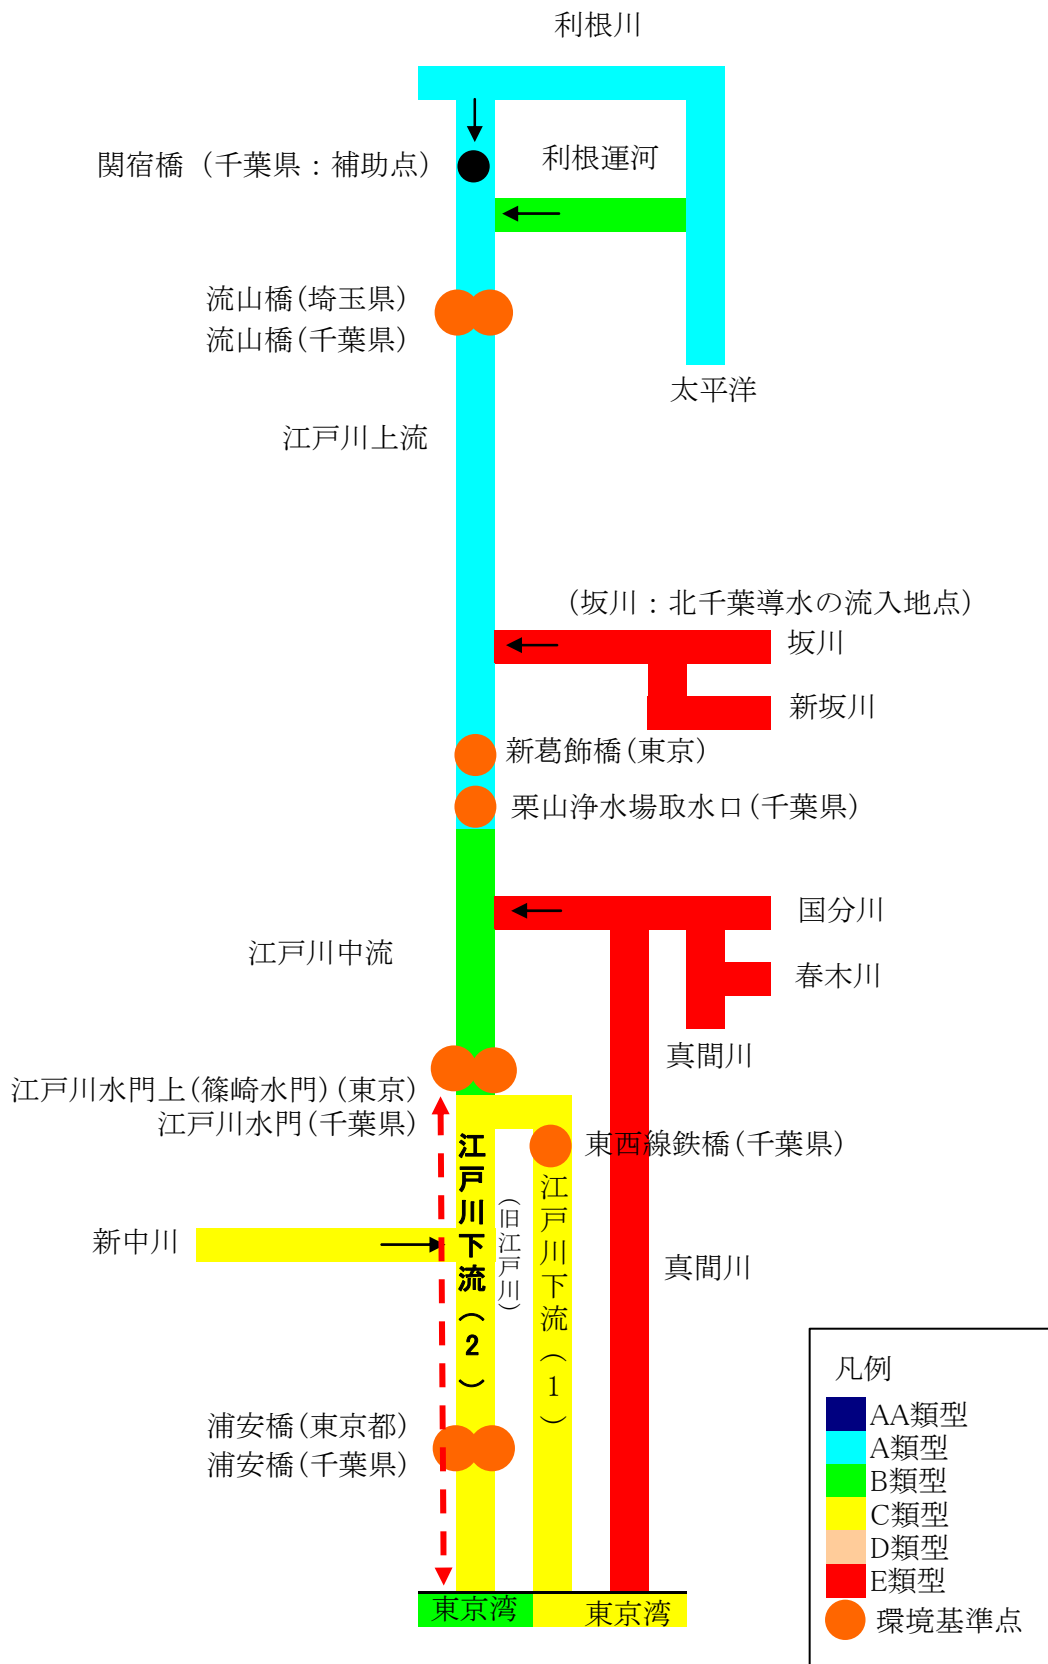 利根川
関宿橋（千葉県：補助点）
利根運河
流山橋(埼玉県)
流山橋(千葉県)
太平洋
江戸川上流
（坂川：北千葉導水の流入地点）
坂川
新坂川
新葛飾橋(東京)
栗山浄水場取水口(千葉県)
国分川
江戸川中流
春木川
真間川
江戸川水門上(篠崎水門)(東京)
江戸川水門(千葉県)
東西線鉄橋(千葉県)
江戸川下流(2)
(旧江戸川)
江戸川下流(1)
新中川
真間川
浦安橋(東京都)
浦安橋(千葉県)
東京湾
東京湾
凡例
AA類型
A類型
B類型
C類型
D類型
E類型
環境基準点